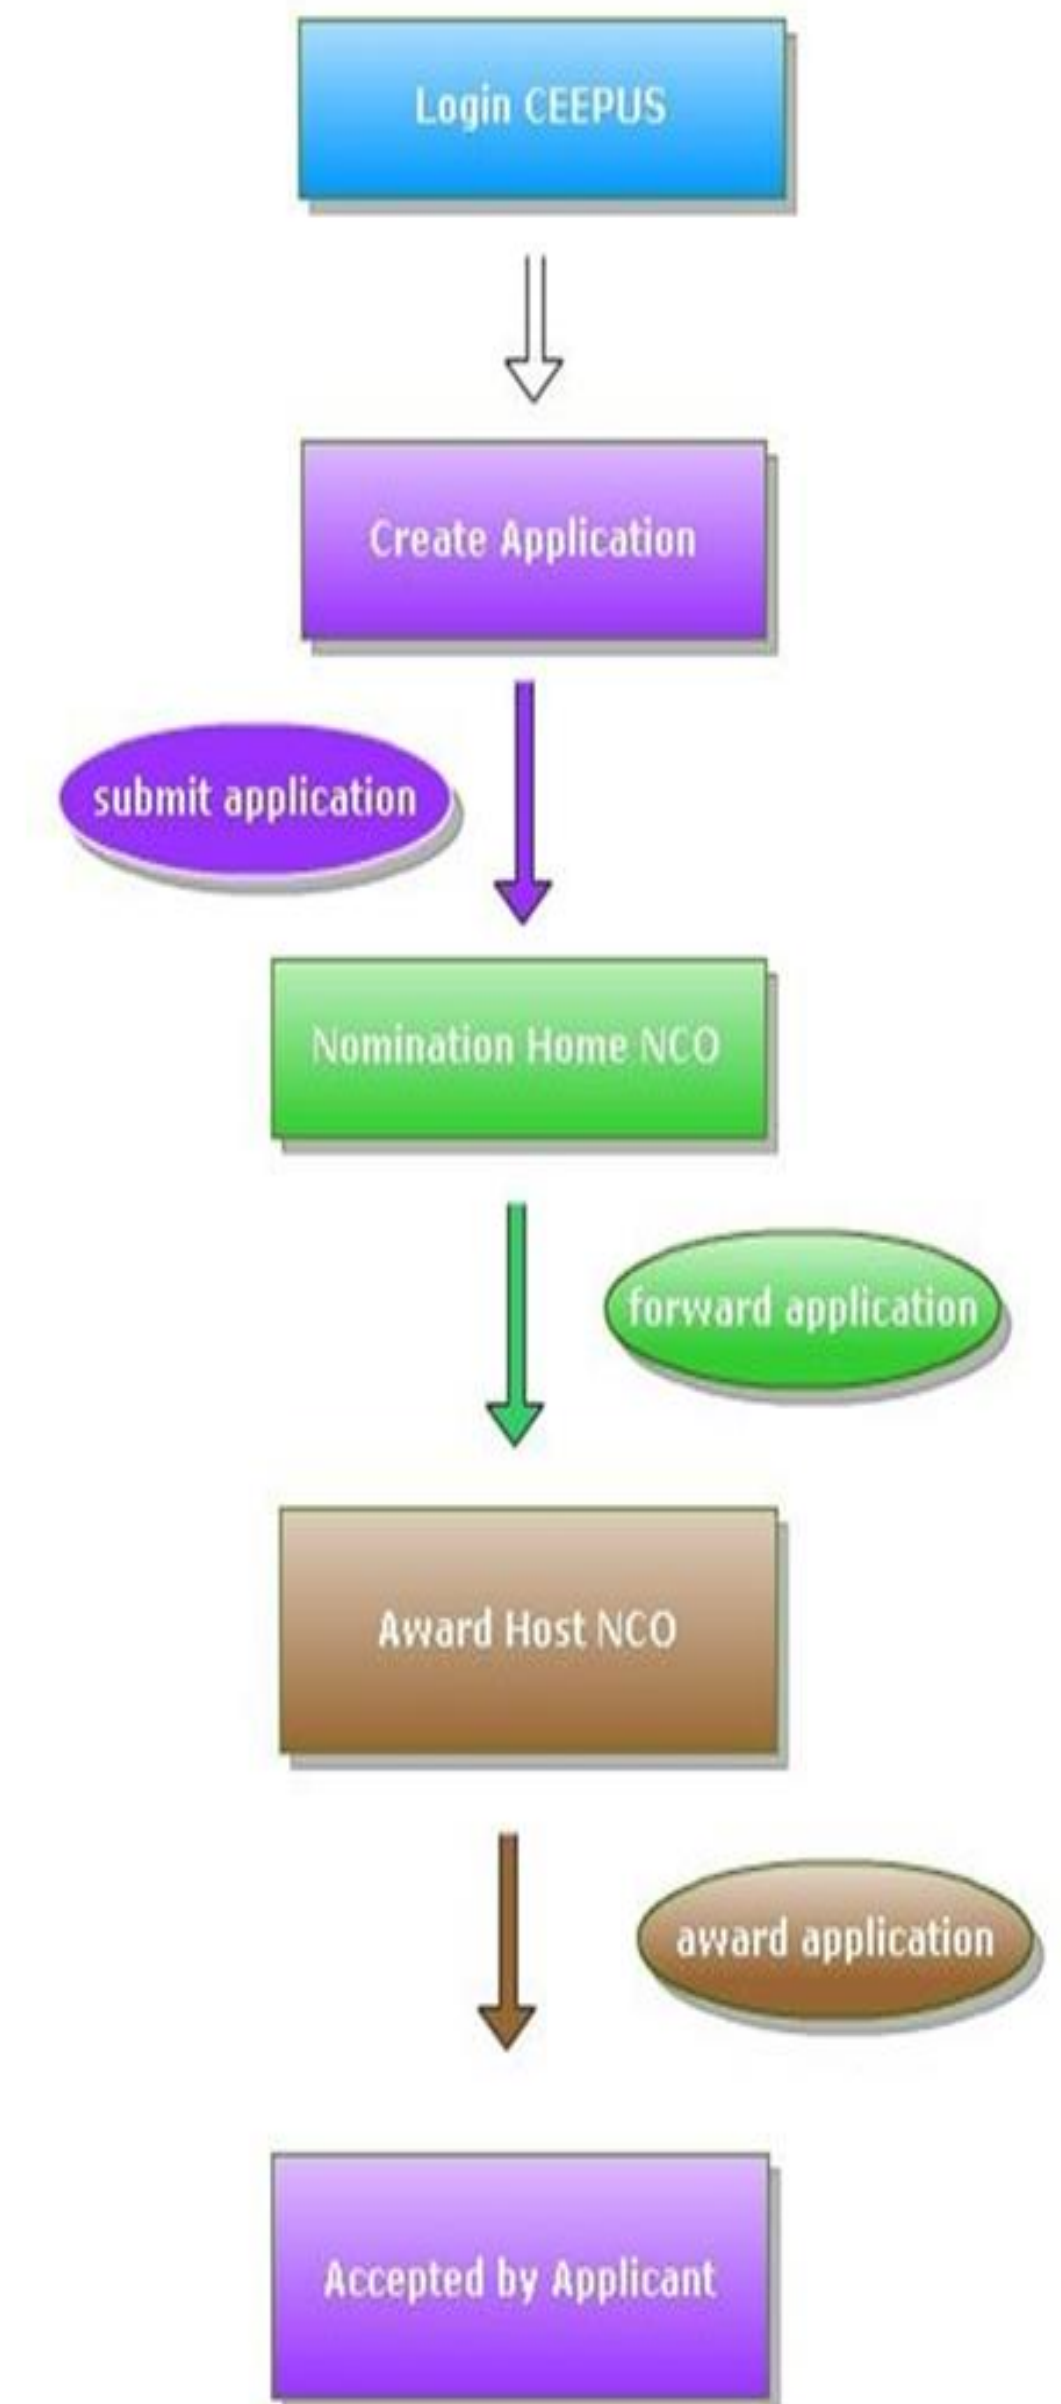 Login CEEPUS
Create Application
submit application
Nomination Home NCO
forward application
Award Host NCO
award application
Accepted by Applicant